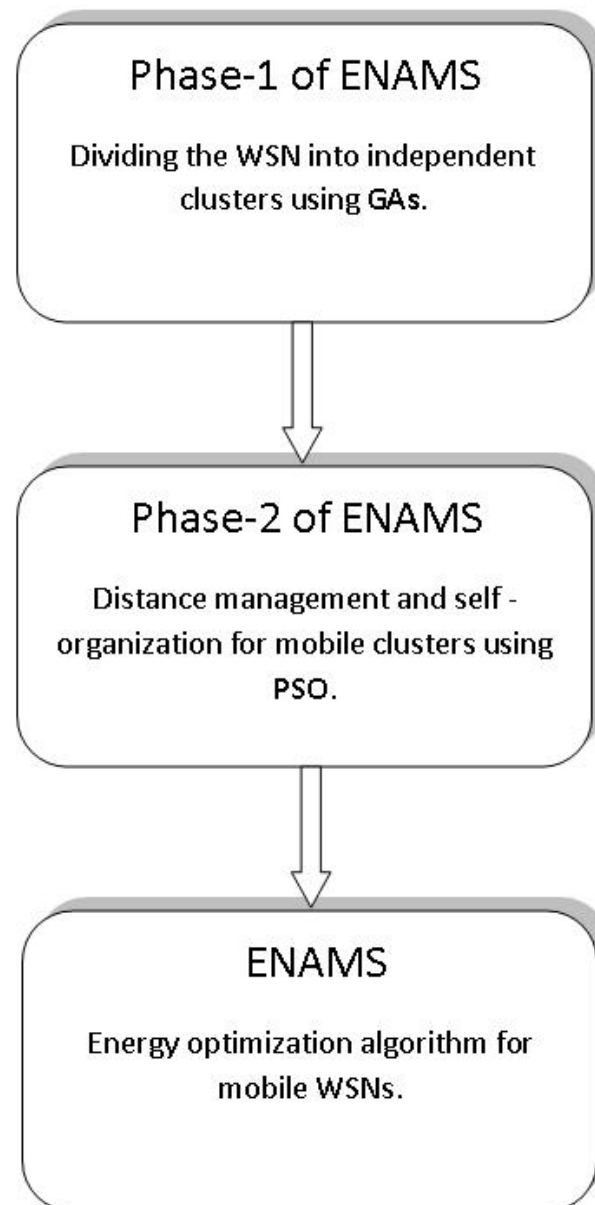 Phase-1 of ENAMS
Dividing the WSN into independent
clusters using GAs.
Phase-2 of ENAMS
Distance management and self -
organization for mobile clusters using
PSO.
ENAMS
Energy optimization algorithm for
mobile WSNs.